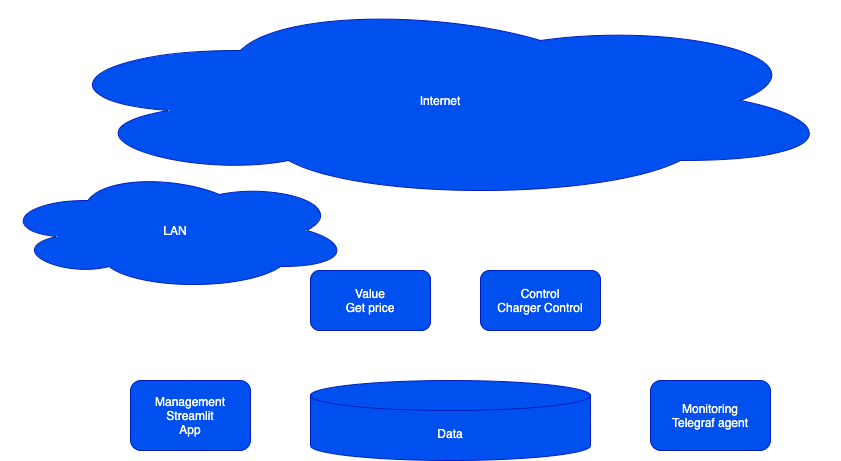 Internet
LAN
Value
Get price
Control
Charger Control
Management
Streamlit
App
Data
Monitoring
Telegraf agent